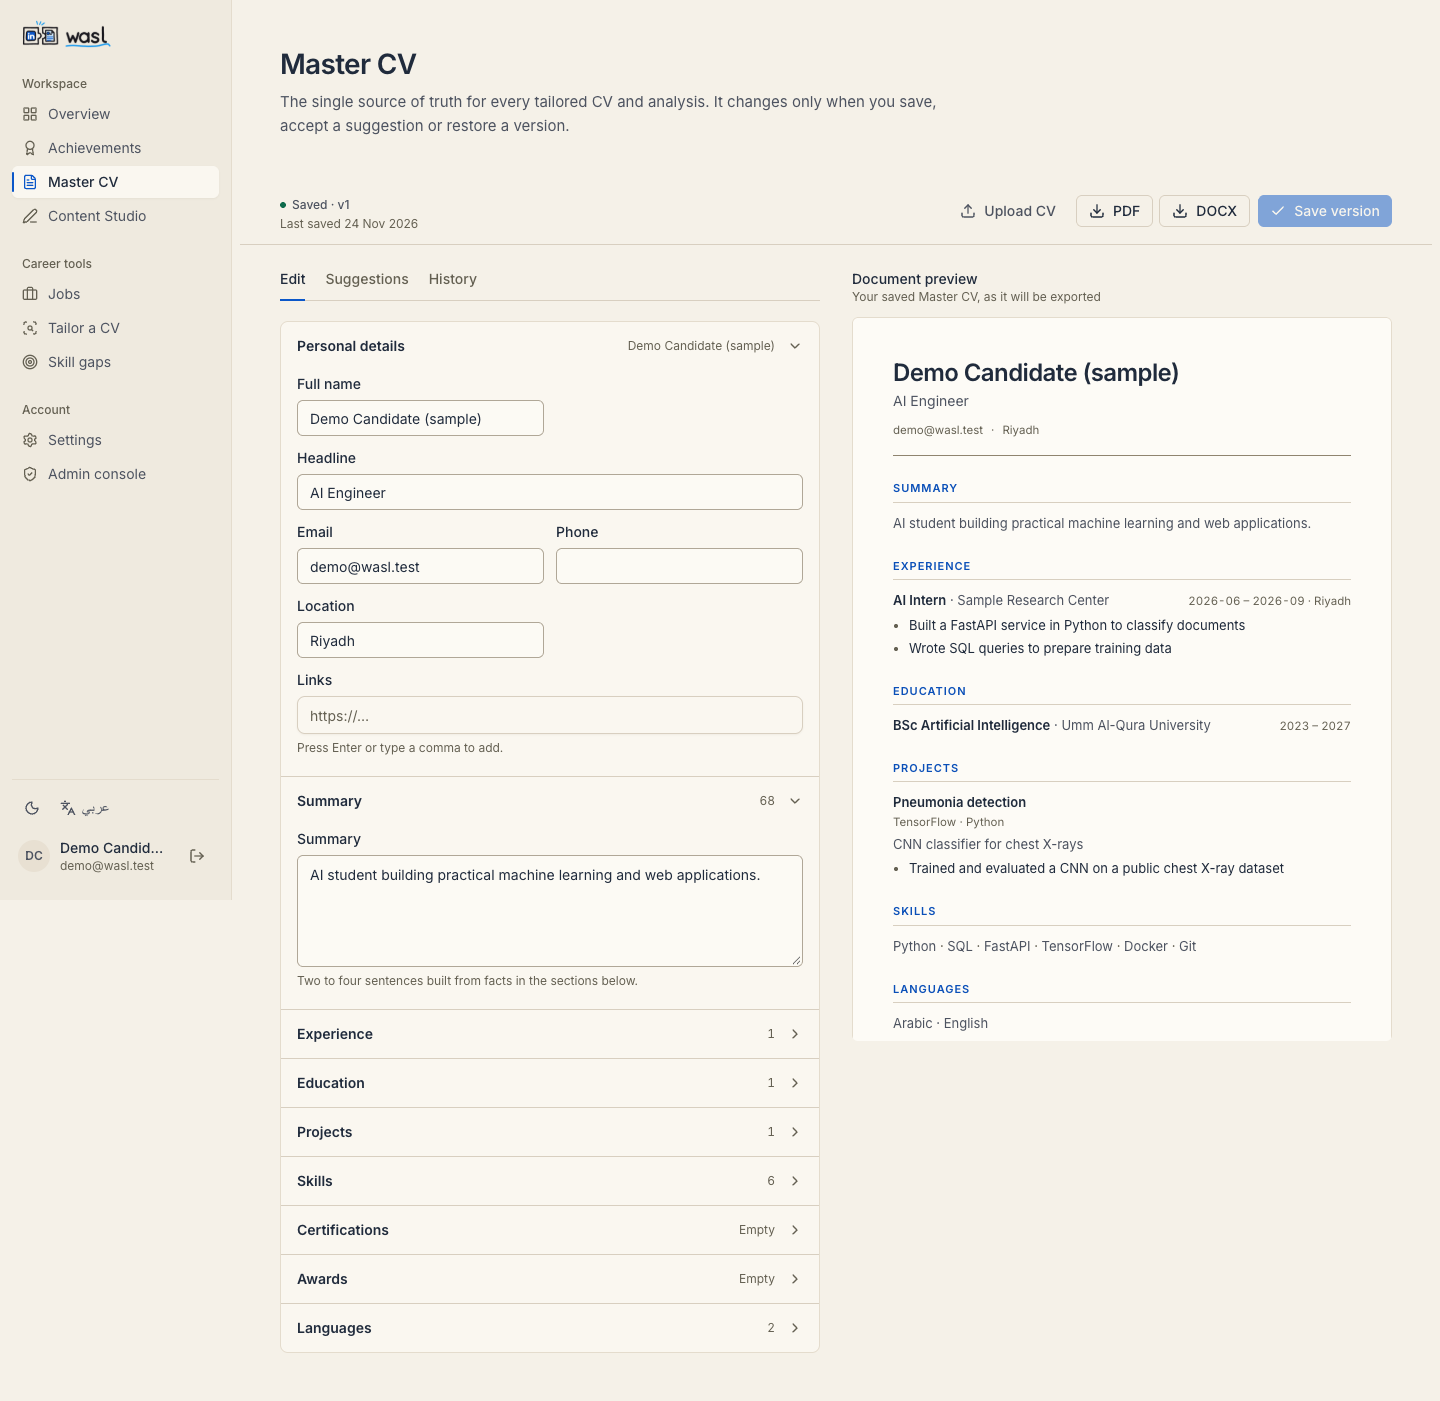 wasl
Workspace
Overview
Achievements
Master CV
Content Studio
Career tools
Jobs
Tailor a CV
Skill gaps
Account
Settings
Admin console
عربي
DC
Demo Candid...
demo@wasl.test
Master CV
The single source of truth for every tailored CV and analysis. It changes only when you save,
accept a suggestion or restore a version.
Saved · v1
Last saved 24 Nov 2026
Upload CV
PDF
DOCX
Save version
Edit
Suggestions
History
Personal details
Demo Candidate (sample)
Full name
Demo Candidate (sample)
Headline
AI Engineer
Email
Phone
demo@wasl.test
Location
Riyadh
Links
https://...
Press Enter or type a comma to add.
Summary
68
Summary
AI student building practical machine learning and web applications.
Two to four sentences built from facts in the sections below.
Experience
1
Education
1
Projects
1
Skills
6
Certifications
Empty
Awards
Empty
Languages
2
Document preview
Your saved Master CV, as it will be exported
Demo Candidate (sample)
AI Engineer
demo@wasl.test · Riyadh
SUMMARY
AI student building practical machine learning and web applications.
EXPERIENCE
AI Intern · Sample Research Center
2026-06 – 2026-09 · Riyadh
• Built a FastAPI service in Python to classify documents
• Wrote SQL queries to prepare training data
EDUCATION
BSc Artificial Intelligence · Umm Al-Qura University
2023 – 2027
PROJECTS
Pneumonia detection
TensorFlow · Python
CNN classifier for chest X-rays
• Trained and evaluated a CNN on a public chest X-ray dataset
SKILLS
Python · SQL · FastAPI · TensorFlow · Docker · Git
LANGUAGES
Arabic · English